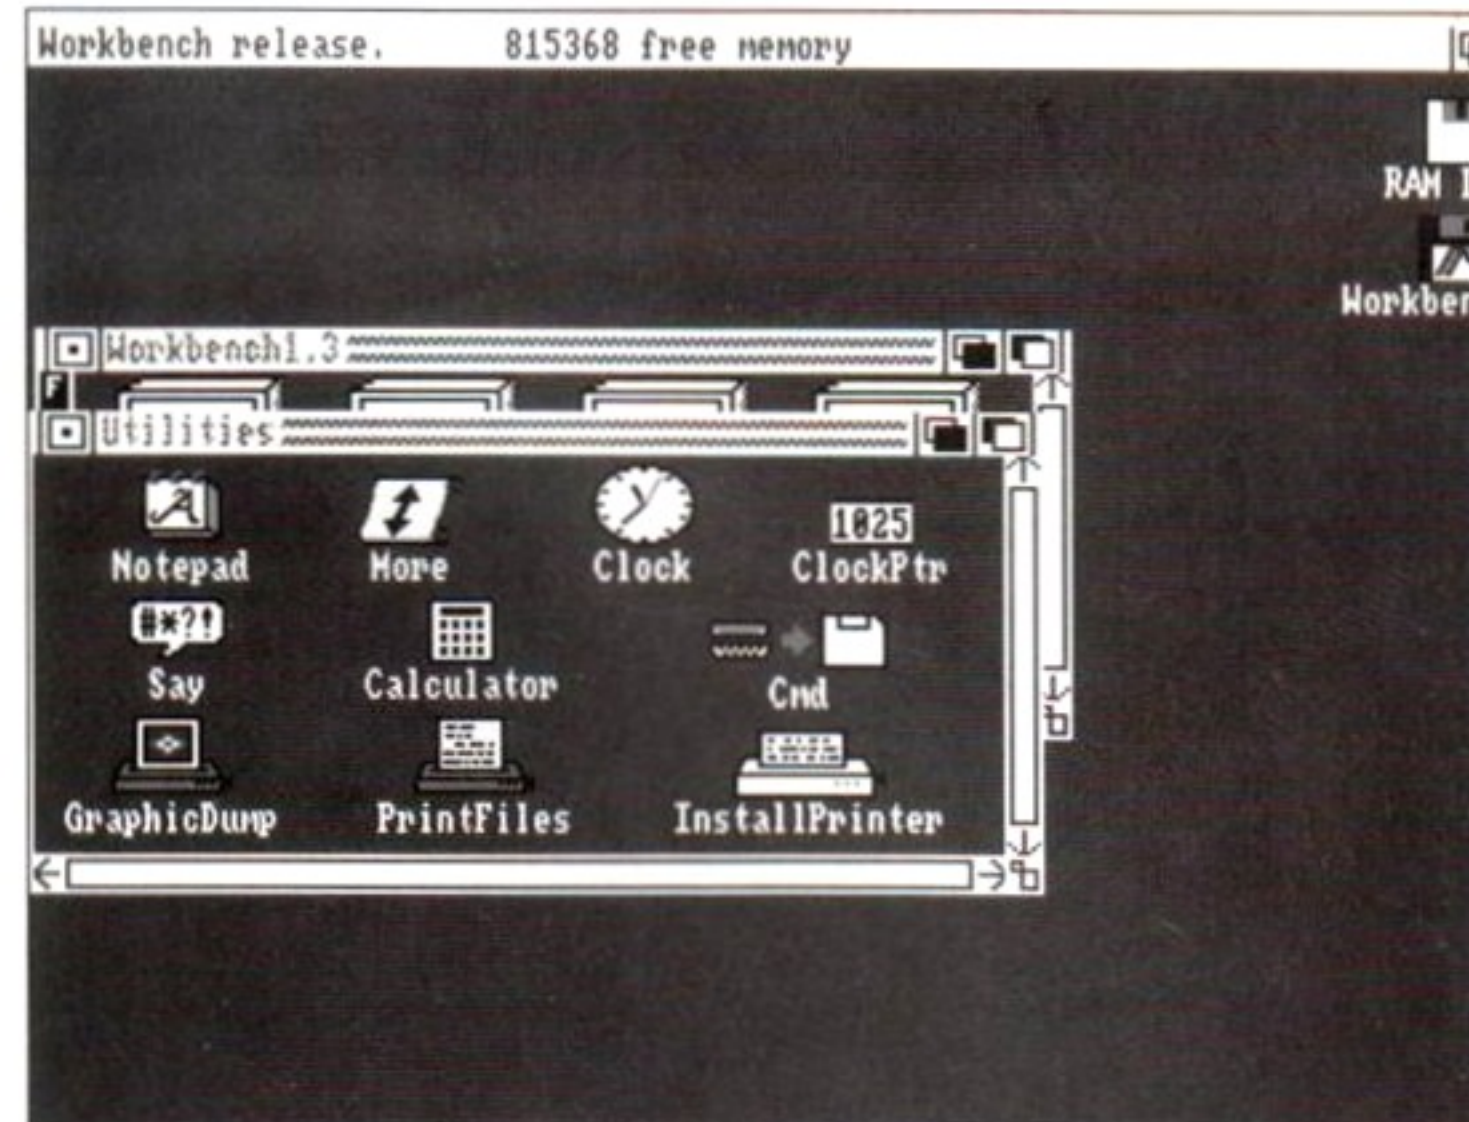 Workbench release. 815368 free memory
RAM
Workbench1.3
Utilities
Notepad More Clock 1025 ClockPtr
#*?! Say Calculator Cmd
GraphicDump PrintFiles InstallPrinter